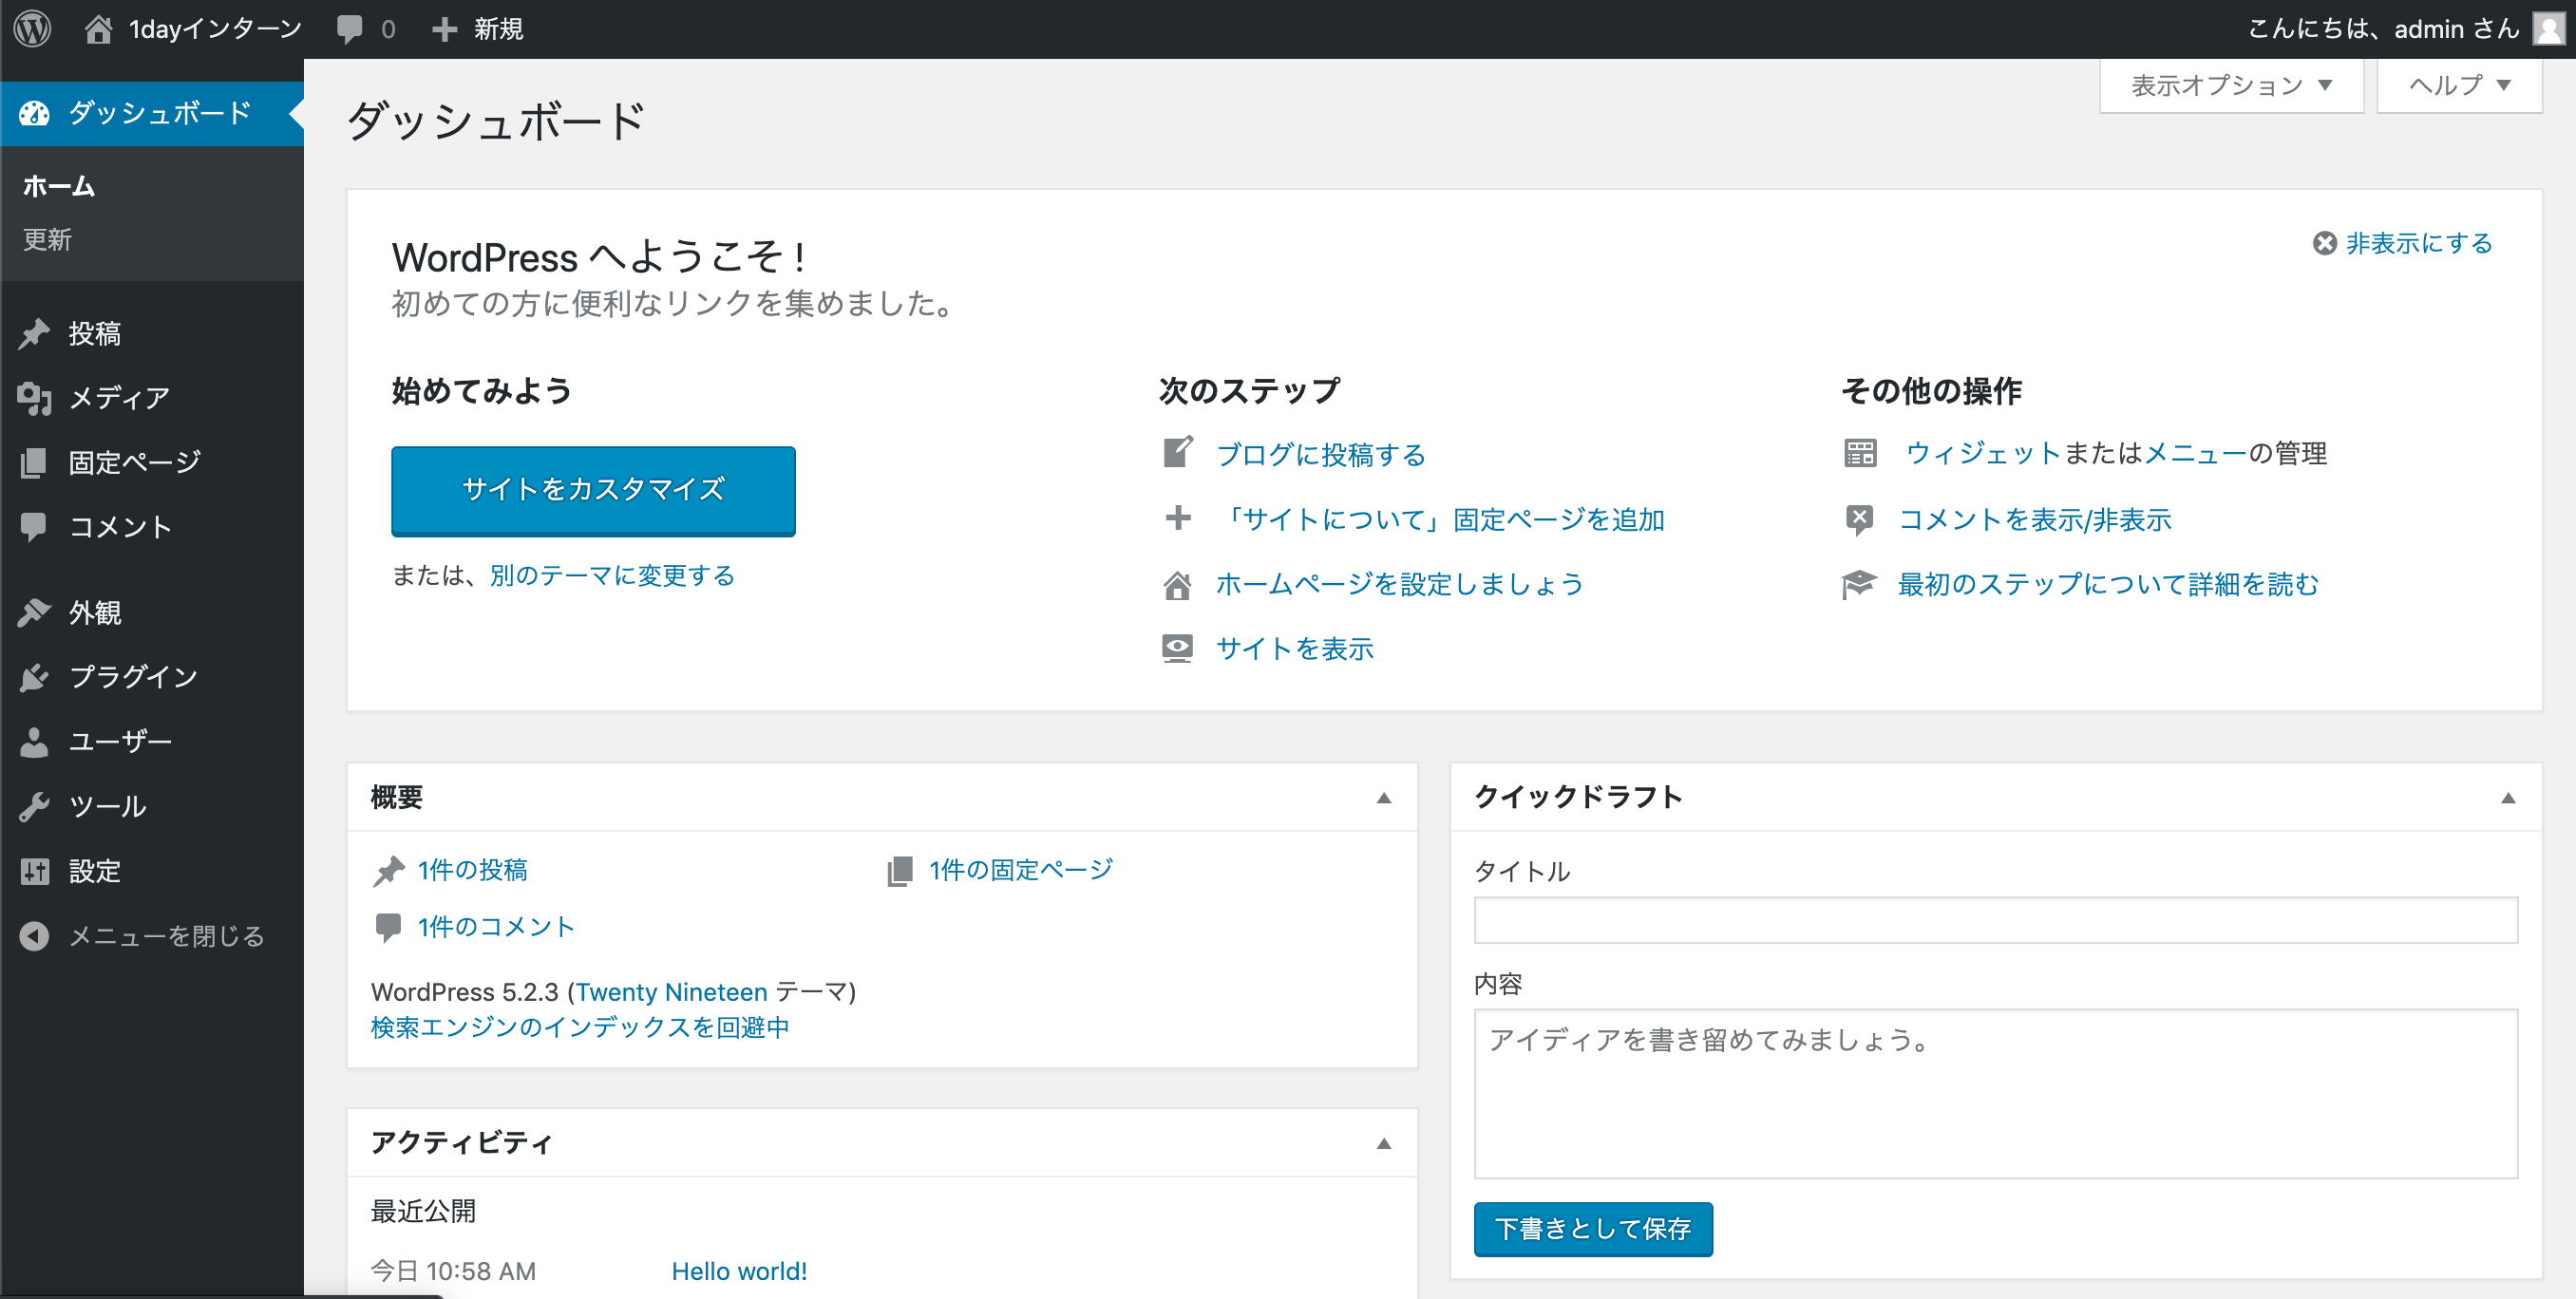 1dayインターン 0 新規 こんにちは、admin さん
ダッシュボード
ホーム
更新
投稿
メディア
固定ページ
コメント
外観
プラグイン
ユーザー
ツール
設定
メニューを閉じる
表示オプション ▼ ヘルプ ▼
ダッシュボード
WordPress へようこそ !
非表示にする
初めての方に便利なリンクを集めました。
始めてみよう
サイトをカスタマイズ
または、別のテーマに変更する
次のステップ
ブログに投稿する
「サイトについて」固定ページを追加
ホームページを設定しましょう
サイトを表示
その他の操作
ウィジェットまたはメニューの管理
コメントを表示/非表示
最初のステップについて詳細を読む
概要
1件の投稿 1件の固定ページ
1件のコメント
WordPress 5.2.3 (Twenty Nineteen テーマ)
検索エンジンのインデックスを回避中
アクティビティ
最近公開
今日 10:58 AM Hello world!
クイックドラフト
タイトル
内容
アイディアを書き留めてみましょう。
下書きとして保存